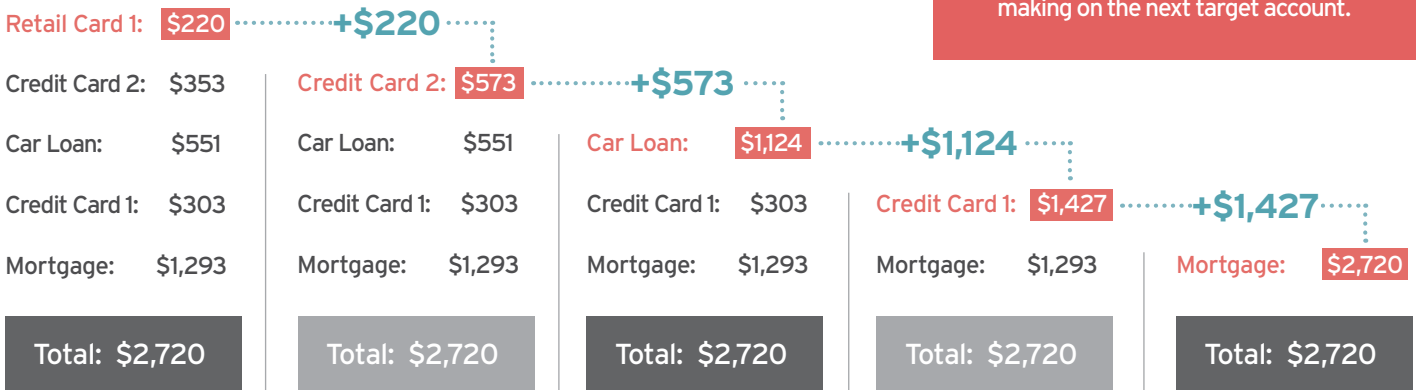 making on the next target account.
Retail Card 1: $220 +$220
Credit Card 2: $353
Car Loan: $551
Credit Card 1: $303
Mortgage: $1,293
Total: $2,720
Credit Card 2: $573 +$573
Car Loan: $551
Credit Card 1: $303
Mortgage: $1,293
Total: $2,720
Car Loan: $1,124 +$1,124
Credit Card 1: $303
Mortgage: $1,293
Total: $2,720
Credit Card 1: $1,427 +$1,427
Mortgage: $1,293
Total: $2,720
Mortgage: $2,720
Total: $2,720